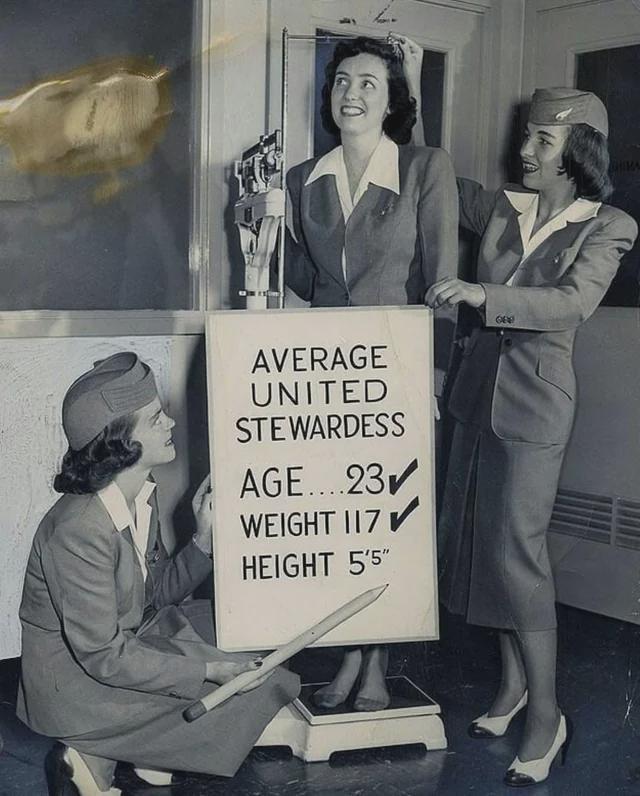 AVERAGE
UNITED
STEWARDESS
AGE....23✓
WEIGHT 117✓
HEIGHT 5'5"